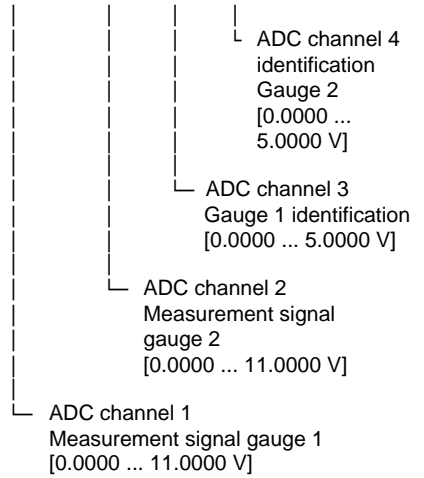 ADC channel 4
identification
Gauge 2
[0.0000 ...
5.0000 V]
ADC channel 3
Gauge 1 identification
[0.0000 ... 5.0000 V]
ADC channel 2
Measurement signal
gauge 2
[0.0000 ... 11.0000 V]
ADC channel 1
Measurement signal gauge 1
[0.0000 ... 11.0000 V]